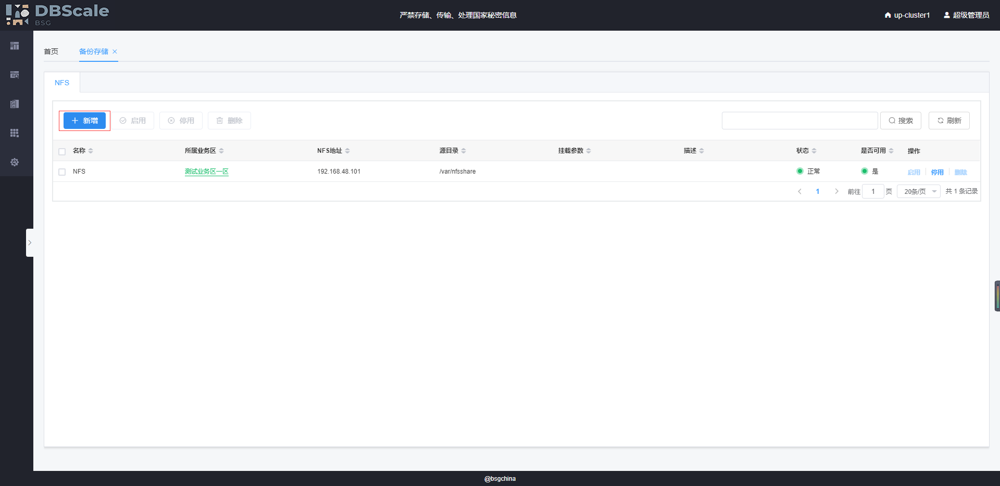 DBScale
BSG
严禁存储、传输、处理国家秘密信息
up-cluster1
超级管理员
首页
备份存储
NFS
新增
启用
停用
删除
搜索
刷新
名称 所属业务区 NFS地址 源目录 挂载参数 描述 状态 是否可用 操作
NFS 测试业务区一区 192.168.48.101 /var/nfsshare 正常 是 启用 停用 删除
1 前往 1 页 20条/页 共 1 条记录
@bsgchina